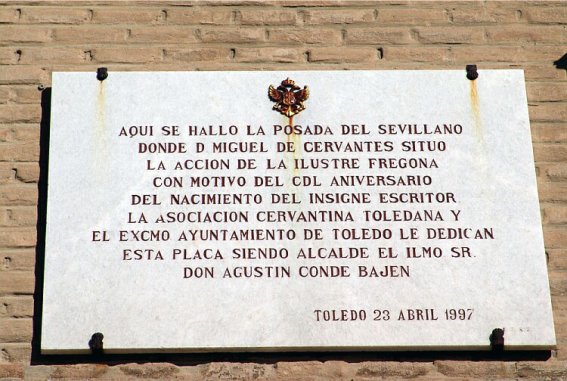 AQUI SE HALLO LA POSADA DEL SEVILLANO
DONDE D MIGUEL DE CERVANTES SITUO
LA ACCION DE LA ILUSTRE FREGONA
CON MOTIVO DEL CDL ANIVERSARIO
DEL NACIMIENTO DEL INSIGNE ESCRITOR
LA ASOCIACION CERVANTINA TOLEDANA Y
EL EXCMO AYUNTAMIENTO DE TOLEDO LE DEDICAN
ESTA PLACA SIENDO ALCALDE EL ILMO SR.
DON AGUSTIN CONDE BAJEN
TOLEDO 23 ABRIL 1997